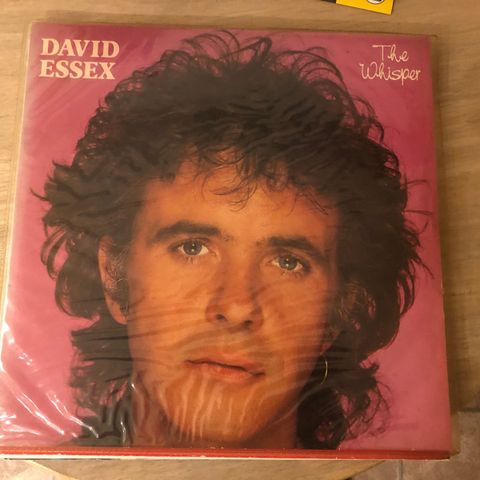 DAVID
ESSEX
The
Whisper